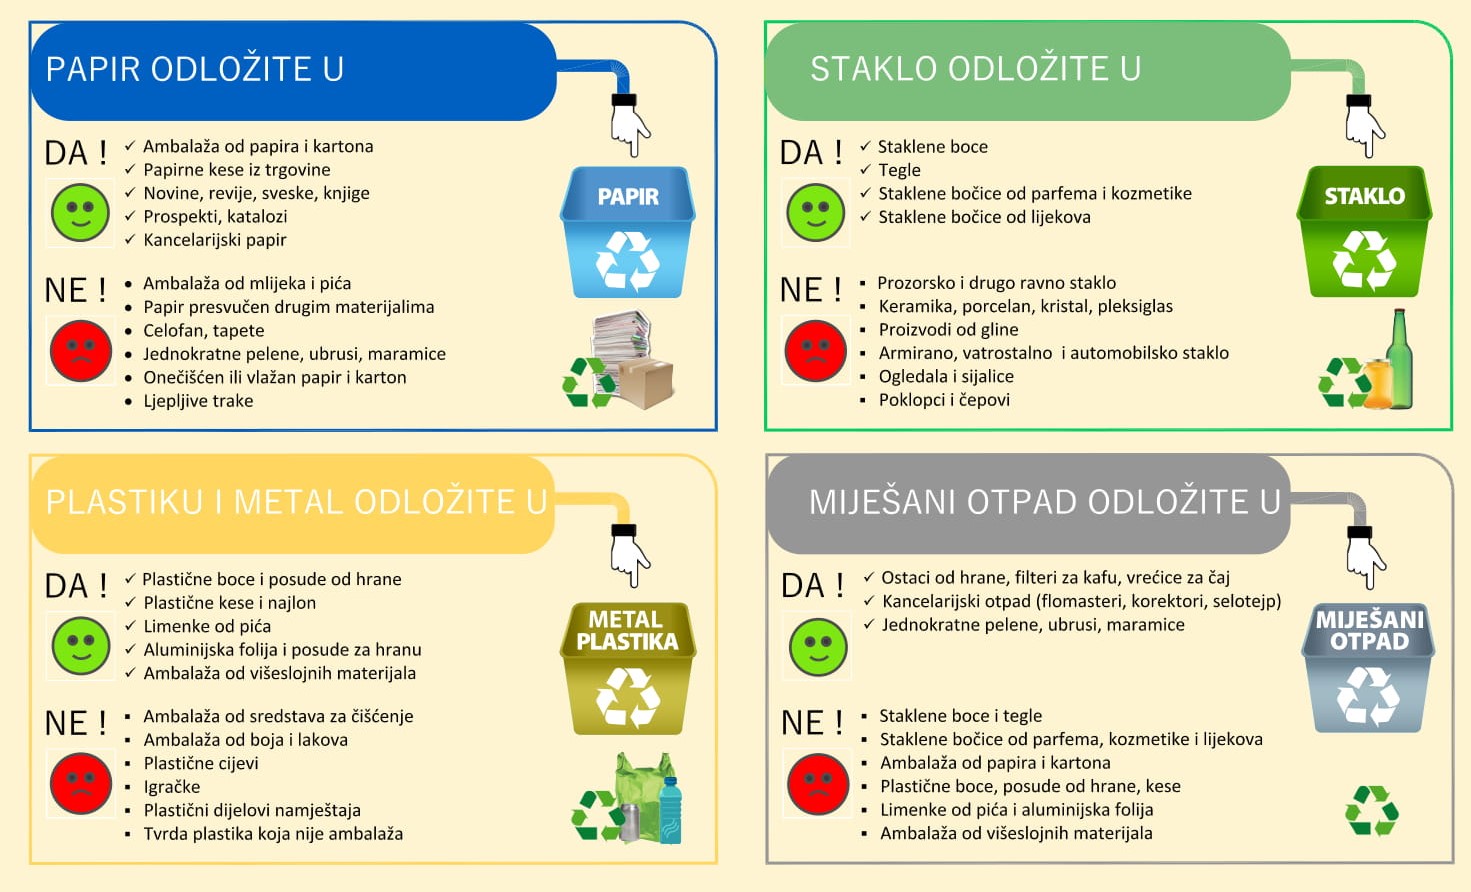 PAPIR ODLOŽITE U
DA !
✓ Ambalaža od papira i kartona
✓ Papirne kese iz trgovine
✓ Novine, revije, sveske, knjige
✓ Prospekti, katalozi
✓ Kancelarijski papir
PAPIR
NE !
• Ambalaža od mlijeka i pića
• Papir presvučen drugim materijalima
• Celofan, tapete
• Jednokratne pelene, ubrusi, maramice
• Onečišćen ili vlažan papir i karton
• Ljepljive trake
STAKLO ODLOŽITE U
DA !
✓ Staklene boce
✓ Tegle
✓ Staklene bočice od parfema i kozmetike
✓ Staklene bočice od lijekova
STAKLO
NE !
▪ Prozorsko i drugo ravno staklo
▪ Keramika, porcelan, kristal, pleksiglas
▪ Proizvodi od gline
▪ Armirano, vatrostalno i automobilsko staklo
▪ Ogledala i sijalice
▪ Poklopci i čepovi
PLASTIKU I METAL ODLOŽITE U
DA !
✓ Plastične boce i posude od hrane
✓ Plastične kese i najlon
✓ Limenke od pića
✓ Aluminijska folija i posude za hranu
✓ Ambalaža od višeslojnih materijala
METAL
PLASTIKA
NE !
▪ Ambalaža od sredstava za čišćenje
▪ Ambalaža od boja i lakova
▪ Plastične cijevi
▪ Igračke
▪ Plastični dijelovi namještaja
▪ Tvrda plastika koja nije ambalaža
MIJEŠANI OTPAD ODLOŽITE U
DA !
✓ Ostaci od hrane, filteri za kafu, vrećice za čaj
✓ Kancelarijski otpad (flomasteri, korektori, selotejp)
✓ Jednokratne pelene, ubrusi, maramice
MIJEŠANI
OTPAD
NE !
▪ Staklene boce i tegle
▪ Staklene bočice od parfema, kozmetike i lijekova
▪ Ambalaža od papira i kartona
▪ Plastične boce, posude od hrane, kese
▪ Limenke od pića i aluminijska folija
▪ Ambalaža od višeslojnih materijala